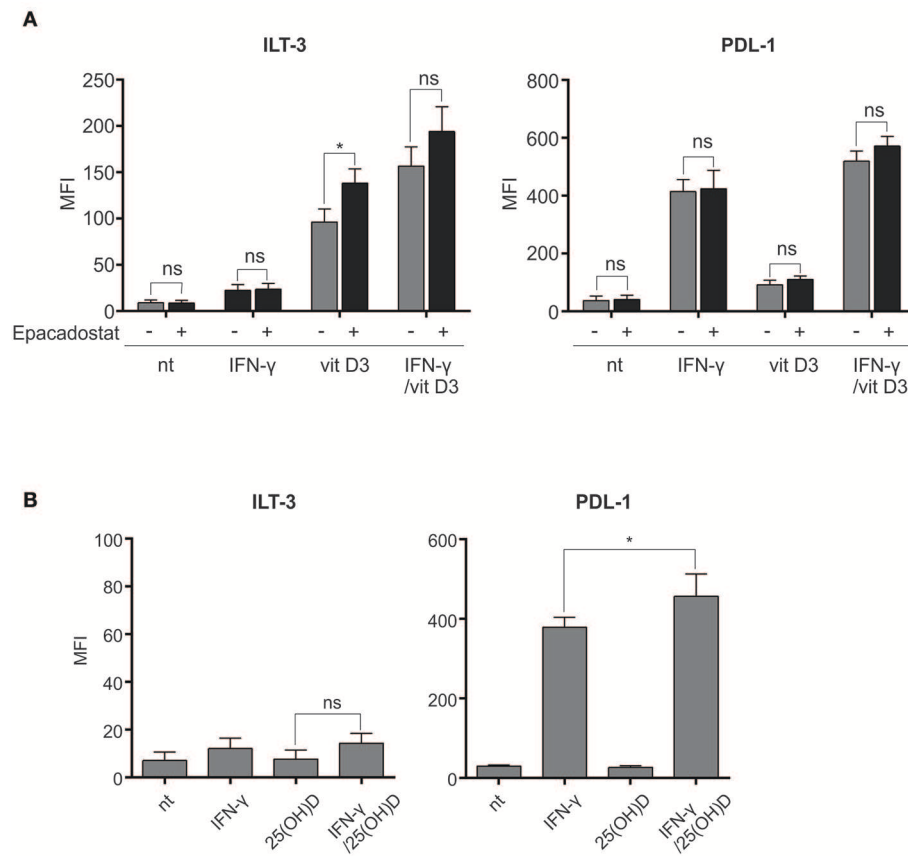 A
ILT-3
PDL-1
250
200
150
100
50
0
MFI
ns
ns
*
ns
800
600
400
200
0
MFI
ns
ns
ns
ns
Epacadostat - + - + - + - +
- + - + - + - +
nt IFN-γ vit D3 IFN-γ
/vit D3
nt IFN-γ vit D3 IFN-γ
/vit D3
B
ILT-3
PDL-1
100
80
60
40
20
0
MFI
ns
600
400
200
0
*
nt
IFN-γ
25(OH)D
IFN-γ
/25(OH)D
nt
IFN-γ
25(OH)D
IFN-γ
/25(OH)D